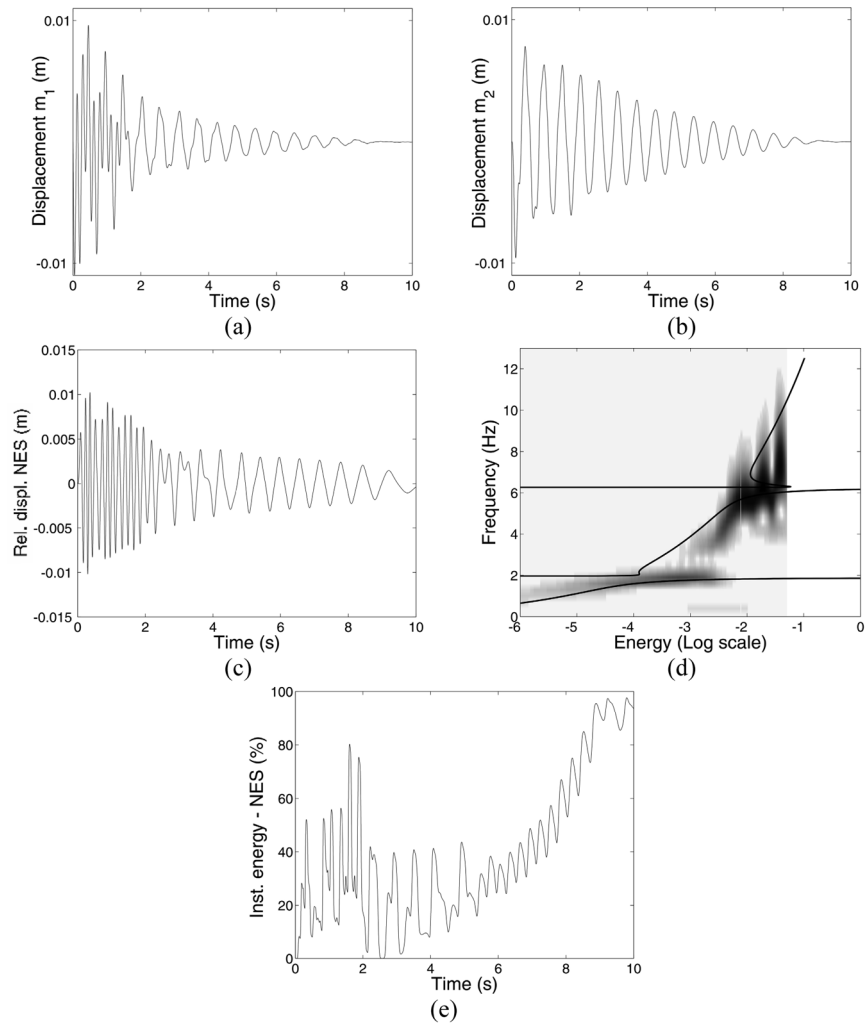 0.01
-0.01
Displacement m1 (m)
0 2 4 6 8 10
Time (s)
(a)
0.01
-0.01
Displacement m2 (m)
0 2 4 6 8 10
Time (s)
(b)
0.015
0.01
0.005
0
-0.005
-0.01
-0.015
Rel. displ. NES (m)
0 2 4 6 8 10
Time (s)
(c)
12
10
8
6
4
2
0
Frequency (Hz)
-6 -5 -4 -3 -2 -1 0
Energy (Log scale)
(d)
100
80
60
40
20
0
Inst. energy - NES (%)
0 2 4 6 8 10
Time (s)
(e)